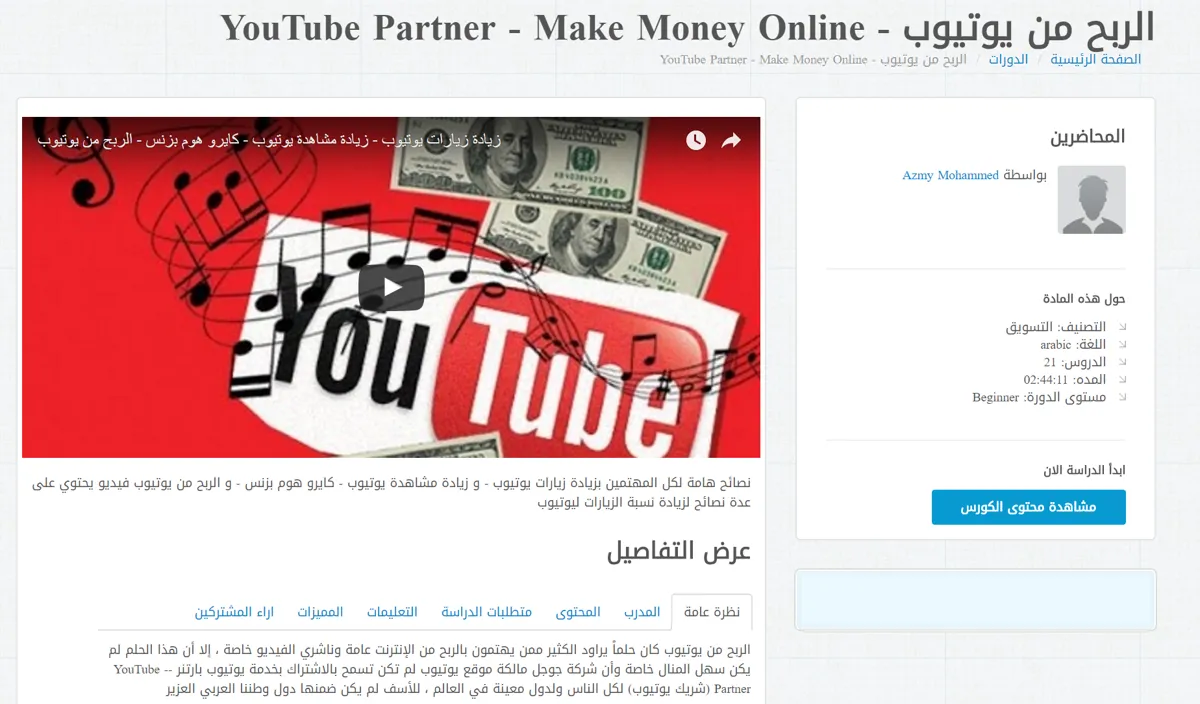 الربح من يوتيوب - YouTube Partner - Make Money Online
الصفحة الرئيسية / الدورات / الربح من يوتيوب - YouTube Partner - Make Money Online
المحاضرين
بواسطة Azmy Mohammed
حول هذه المادة
التصنيف: التسويق
اللغة: arabic
الدروس: 21
المده: 02:44:11
مستوى الدورة: Beginner
ابدأ الدراسة الان
مشاهدة محتوى الكورس
زيادة زيارات يوتيوب - زيادة مشاهدة يوتيوب - كايرو هوم بزنس - الربح من يوتيوب
100
You Tube
نصائح هامة لكل المهتمين بزيادة زيارات يوتيوب - و زيادة مشاهدة يوتيوب - كايرو هوم بزنس - و الربح من يوتيوب فيديو يحتوي على
عدة نصائح لزيادة نسبة الزيارات ليوتيوب
عرض التفاصيل
نظرة عامة
المدرب
المحتوى
متطلبات الدراسة
التعليمات
المميزات
اراء المشتركين
الربح من يوتيوب كان حلماً يراود الكثير ممن يهتمون بالربح من الإنترنت عامة وناشري الفيديو خاصة ، إلا أن هذا الحلم لم
يكن سهل المنال خاصة وأن شركة جوجل مالكة موقع يوتيوب لم تكن تسمح بالاشتراك بخدمة يوتيوب بارتنر -- YouTube
Partner (شريك يوتيوب) لكل الناس ولدول معينة في العالم ، للأسف لم يكن ضمنها دول وطننا العربي العزيز